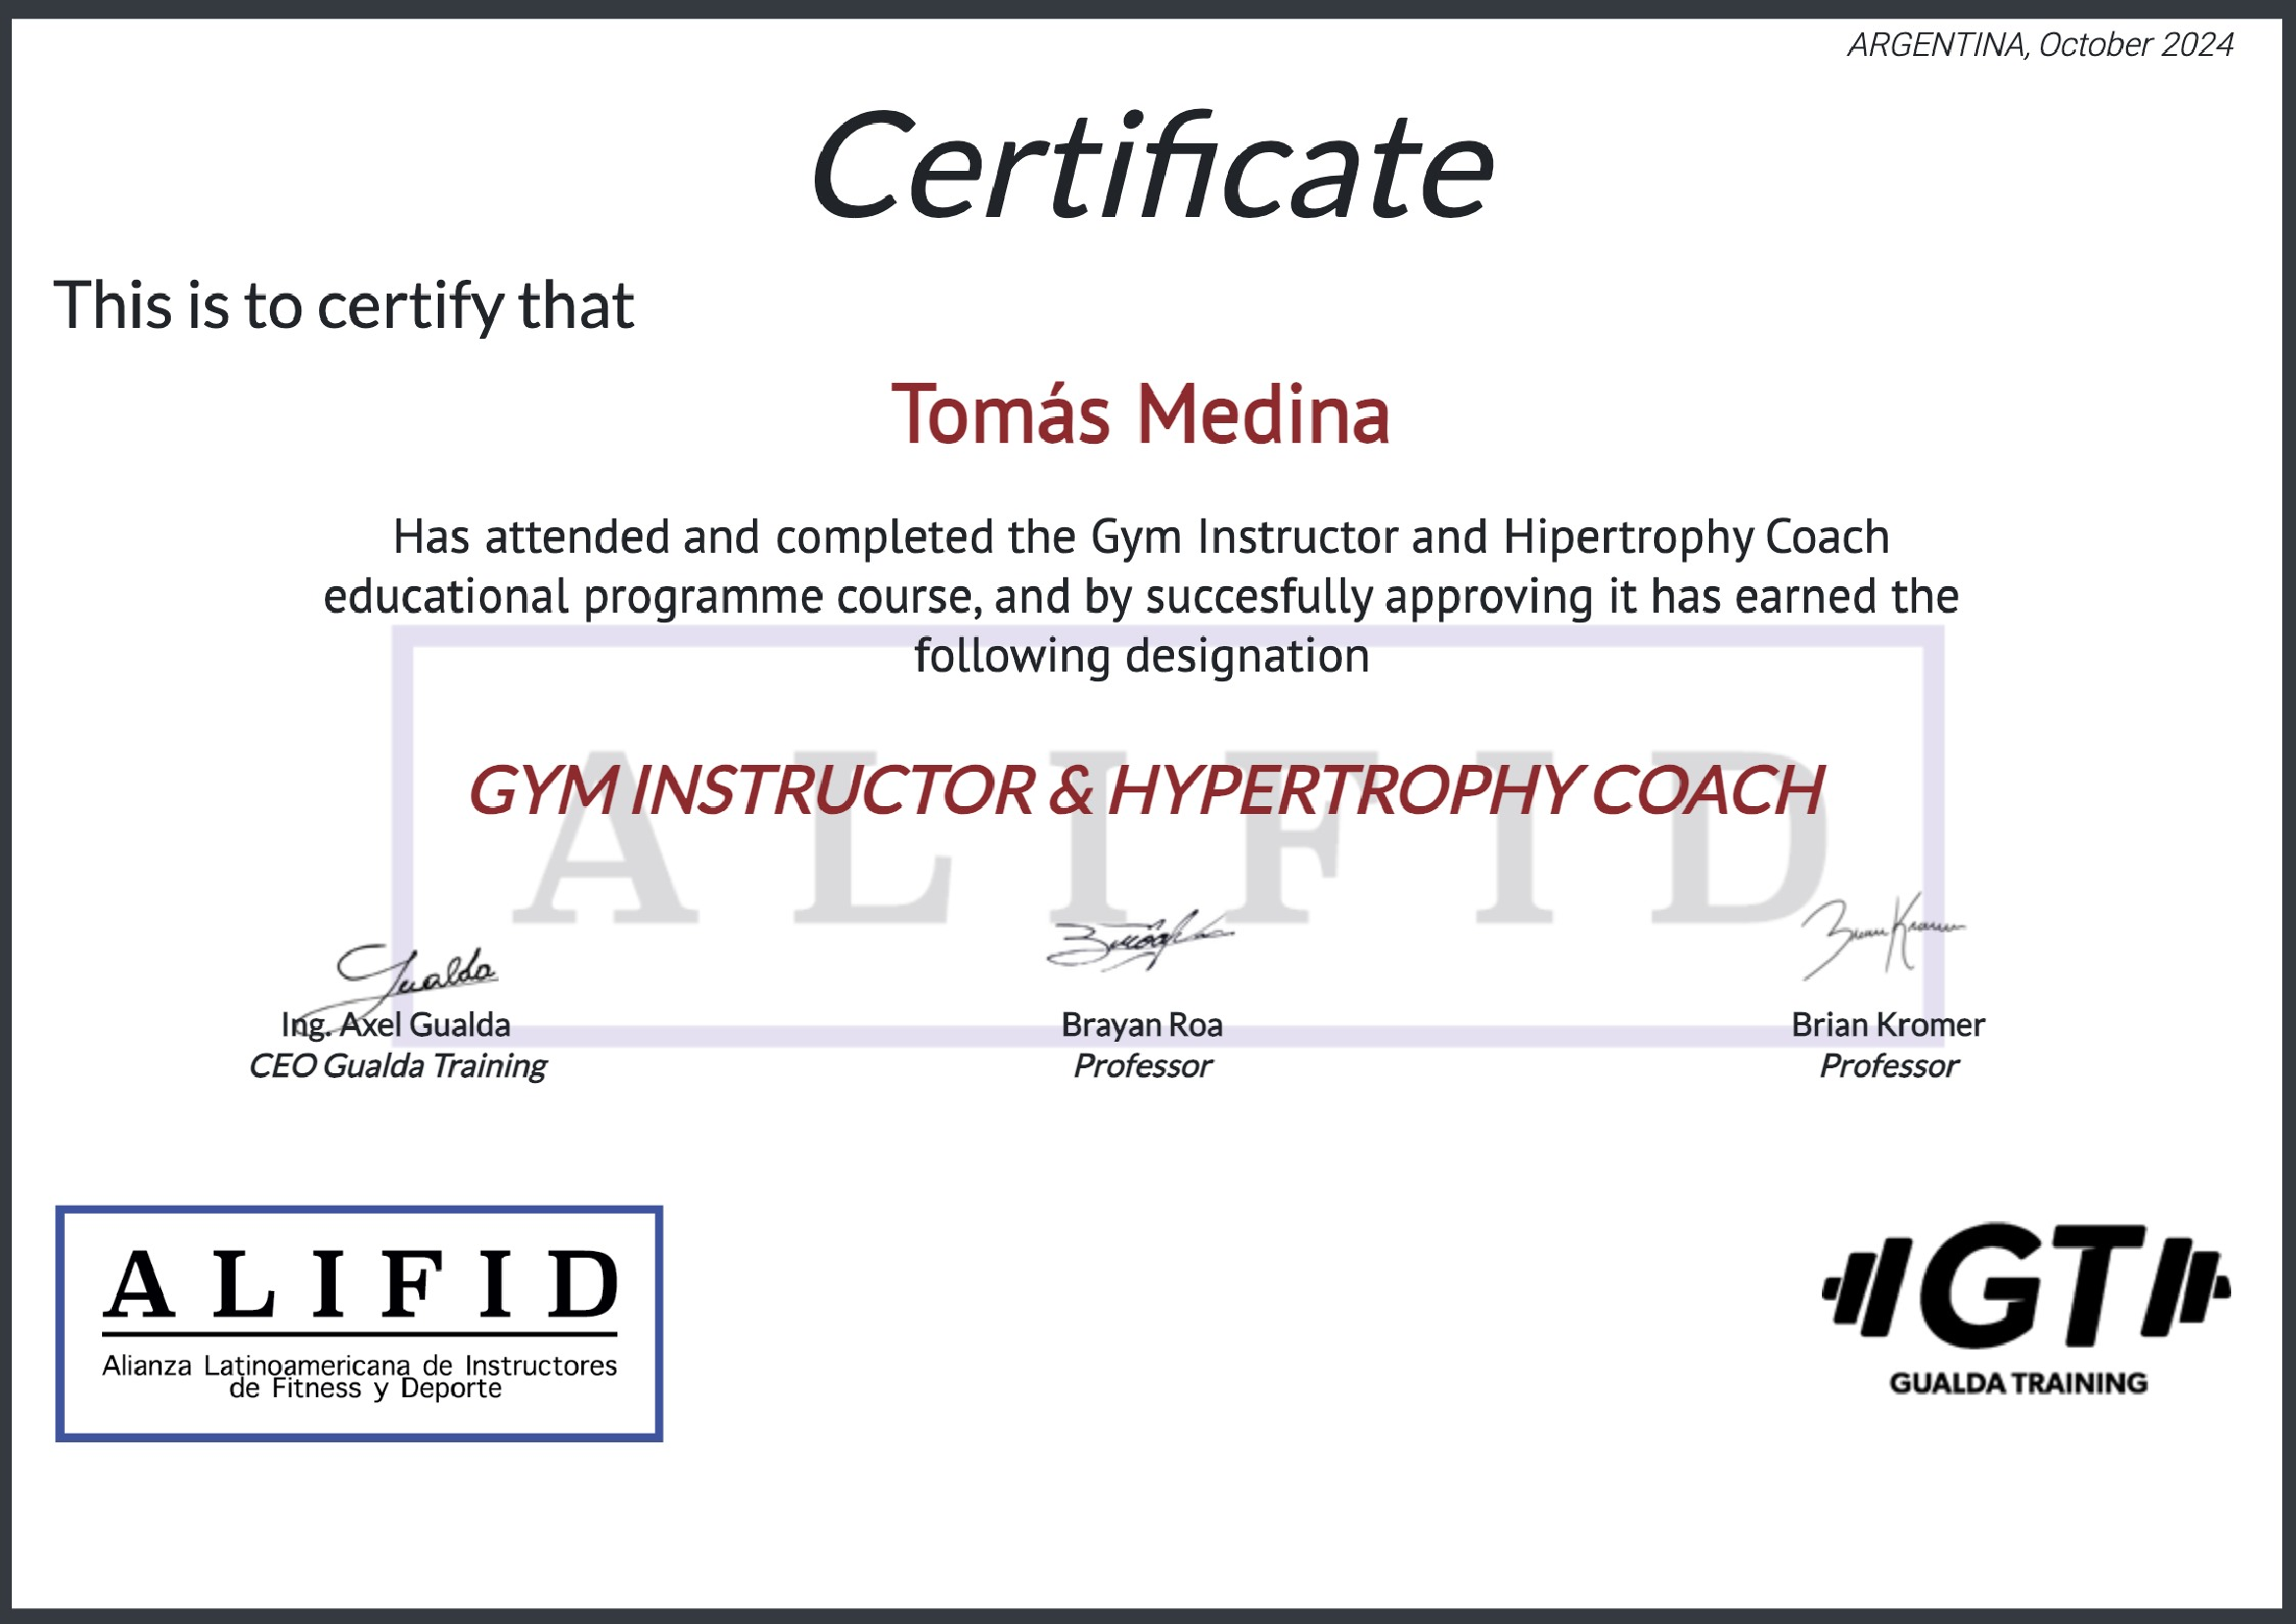 ARGENTINA, October 2024
Certificate
This is to certify that
Tomás Medina
Has attended and completed the Gym Instructor and Hipertrophy Coach
educational programme course, and by succesfully approving it has earned the
following designation
ALIFID
GYM INSTRUCTOR & HYPERTROPHY COACH
Gualda
Brian Kromer
Ing. Axel Gualda
Brayan Roa
Brian Kromer
CEO Gualda Training
Professor
Professor
ALIFID
Alianza Latinoamericana de Instructores
de Fitness y Deporte
GT
GUALDA TRAINING